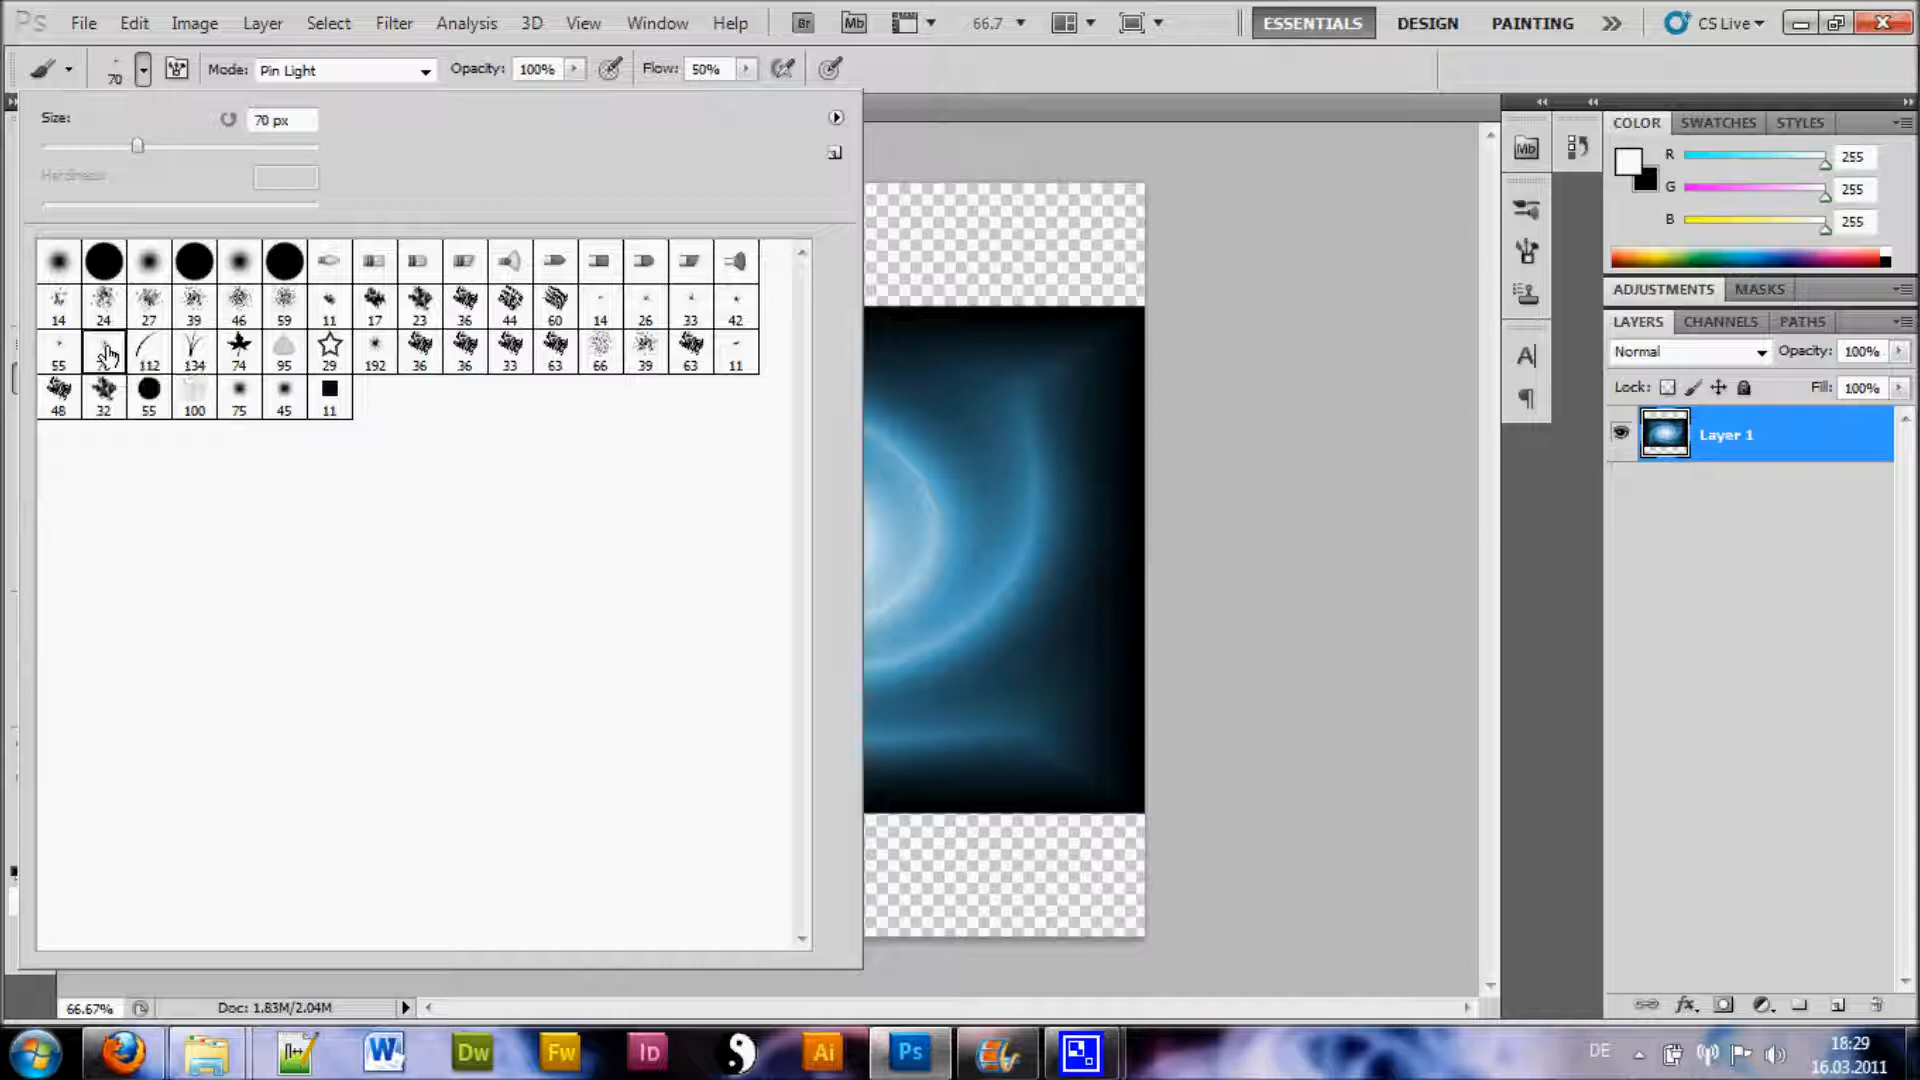 PS File Edit Image Layer Select Filter Analysis 3D View Window Help Br Mb 66.7 ESSENTIALS DESIGN PAINTING CS Live
70 Mode: Pin Light Opacity: 100% Flow: 50%
Size: 70 px
Hardness:
14 24 27 39 46 59 11 17 23 36 44 60 14 26 33 42
55 112 134 74 95 29 192 36 36 33 63 66 39 63 11
48 32 55 100 75 45 11
Mb
A
COLOR SWATCHES STYLES
R 255
G 255
B 255
ADJUSTMENTS MASKS
LAYERS CHANNELS PATHS
Normal Opacity: 100%
Lock: Fill: 100%
Layer 1
fx
66.67% Doc: 1.83M/2.04M
W Dw Fw Id Ai Ps DE 18:29
16.03.2011